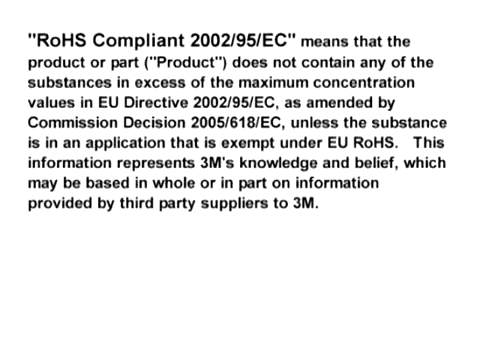 "RoHS Compliant 2002/95/EC" means that the
product or part ("Product") does not contain any of the
substances in excess of the maximum concentration
values in EU Directive 2002/95/EC, as amended by
Commission Decision 2005/618/EC, unless the substance
is in an application that is exempt under EU RoHS.   This
information represents 3M's knowledge and belief, which
may be based in whole or in part on information
provided by third party suppliers to 3M.